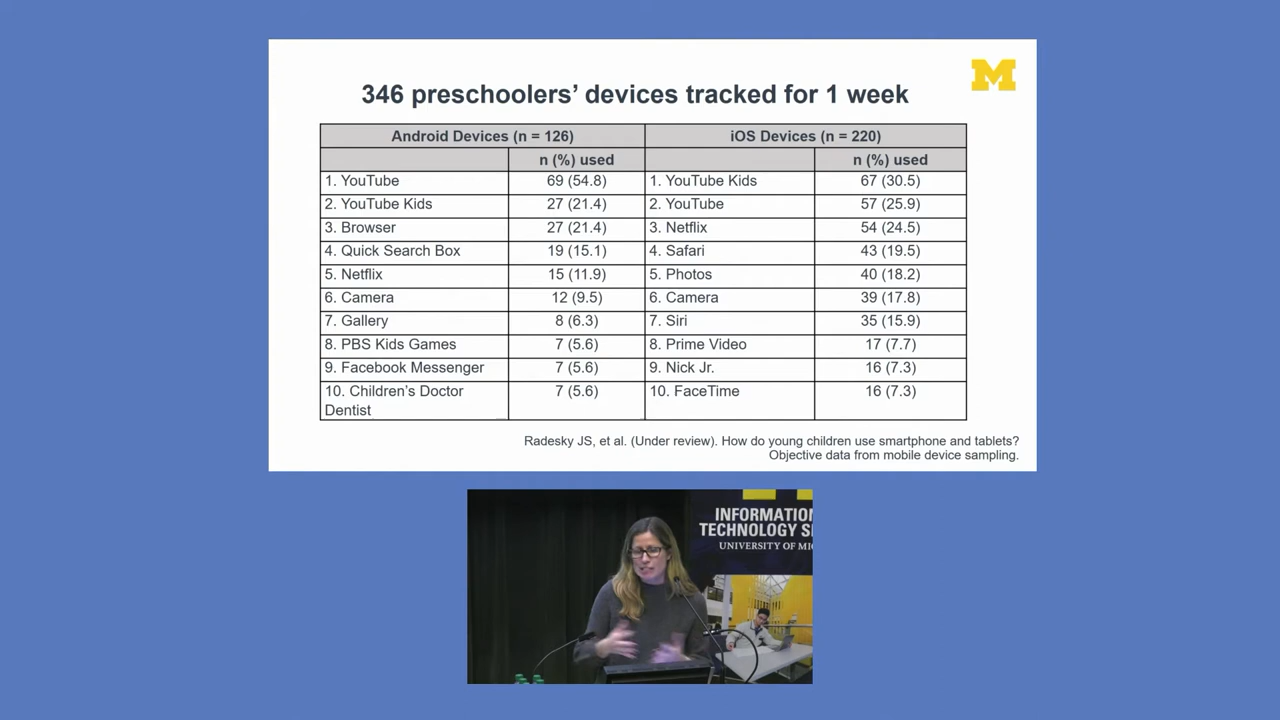 M
346 preschoolers’ devices tracked for 1 week
Android Devices (n = 126) iOS Devices (n = 220)
n (%) used n (%) used
1. YouTube 69 (54.8) 1. YouTube Kids 67 (30.5)
2. YouTube Kids 27 (21.4) 2. YouTube 57 (25.9)
3. Browser 27 (21.4) 3. Netflix 54 (24.5)
4. Quick Search Box 19 (15.1) 4. Safari 43 (19.5)
5. Netflix 15 (11.9) 5. Photos 40 (18.2)
6. Camera 12 (9.5) 6. Camera 39 (17.8)
7. Gallery 8 (6.3) 7. Siri 35 (15.9)
8. PBS Kids Games 7 (5.6) 8. Prime Video 17 (7.7)
9. Facebook Messenger 7 (5.6) 9. Nick Jr. 16 (7.3)
10. Children’s Doctor 7 (5.6) 10. FaceTime 16 (7.3)
Dentist
Radesky JS, et al. (Under review). How do young children use smartphone and tablets?
Objective data from mobile device sampling.
INFORMATION
TECHNOLOGY S
UNIVERSITY OF MIC